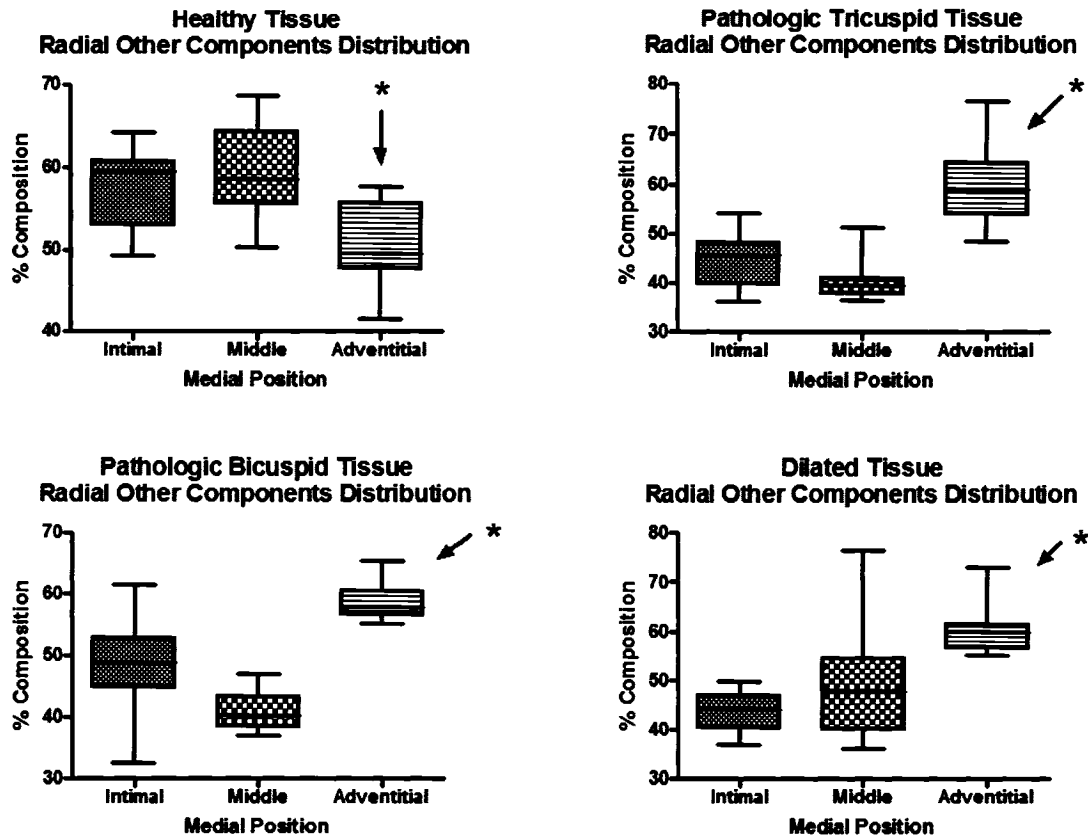 Healthy Tissue
Radial Other Components Distribution
70
60
50
40
% Composition
*
Intimal
Middle
Adventitial
Medial Position
Pathologic Tricuspid Tissue
Radial Other Components Distribution
80
70
60
50
40
30
% Composition
*
Intimal
Middle
Adventitial
Medial Position
Pathologic Bicuspid Tissue
Radial Other Components Distribution
70
60
50
40
30
% Composition
*
Intimal
Middle
Adventitial
Medial Position
Dilated Tissue
Radial Other Components Distribution
80
70
60
50
40
30
% Composition
*
Intimal
Middle
Adventitial
Medial Position